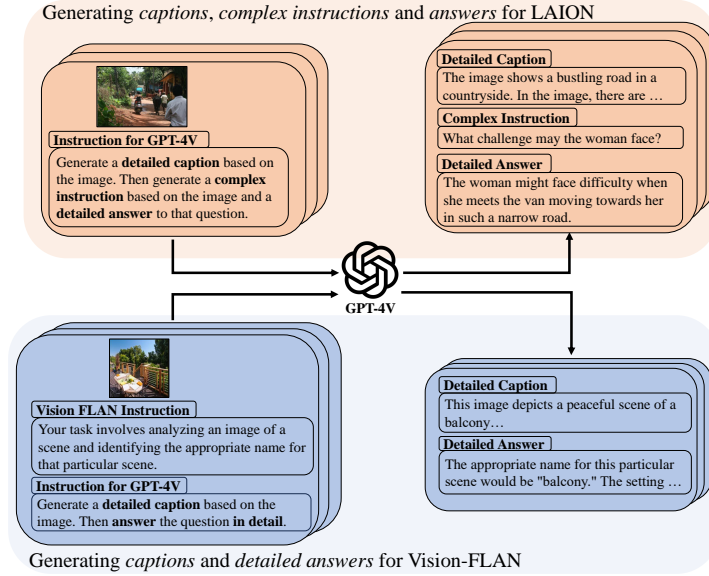 Generating captions, complex instructions and answers for LAION
Instruction for GPT-4V
Generate a detailed caption based on
the image. Then generate a complex
instruction based on the image and a
detailed answer to that question.
Detailed Caption
The image shows a bustling road in a
countryside. In the image, there are …
Complex Instruction
What challenge may the woman face?
Detailed Answer
The woman might face difficulty when
she meets the van moving towards her
in such a narrow road.
GPT-4V
Vision FLAN Instruction
Your task involves analyzing an image of a
scene and identifying the appropriate name for
that particular scene.
Instruction for GPT-4V
Generate a detailed caption based on the
image. Then answer the question in detail.
Detailed Caption
This image depicts a peaceful scene of a
balcony…
Detailed Answer
The appropriate name for this particular
scene would be "balcony." The setting …
Generating captions and detailed answers for Vision-FLAN